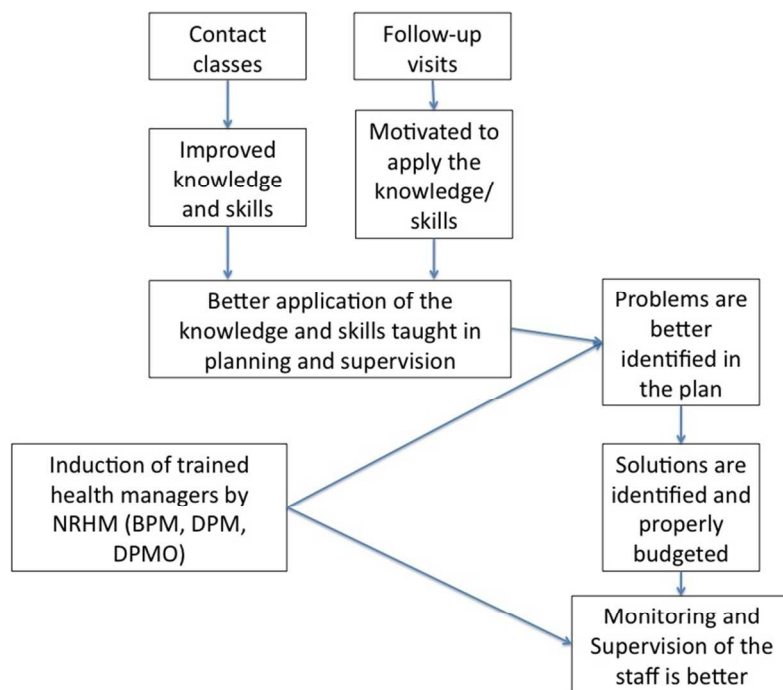 Contact
classes
Follow-up
visits
Improved
knowledge
and skills
Motivated to
apply the
knowledge/
skills
Better application of the
knowledge and skills taught in
planning and supervision
Problems are
better
identified in
the plan
Induction of trained
health managers by
NRHM (BPM, DPM,
DPMO)
Solutions are
identified and
properly
budgeted
Monitoring and
Supervision of the
staff is better